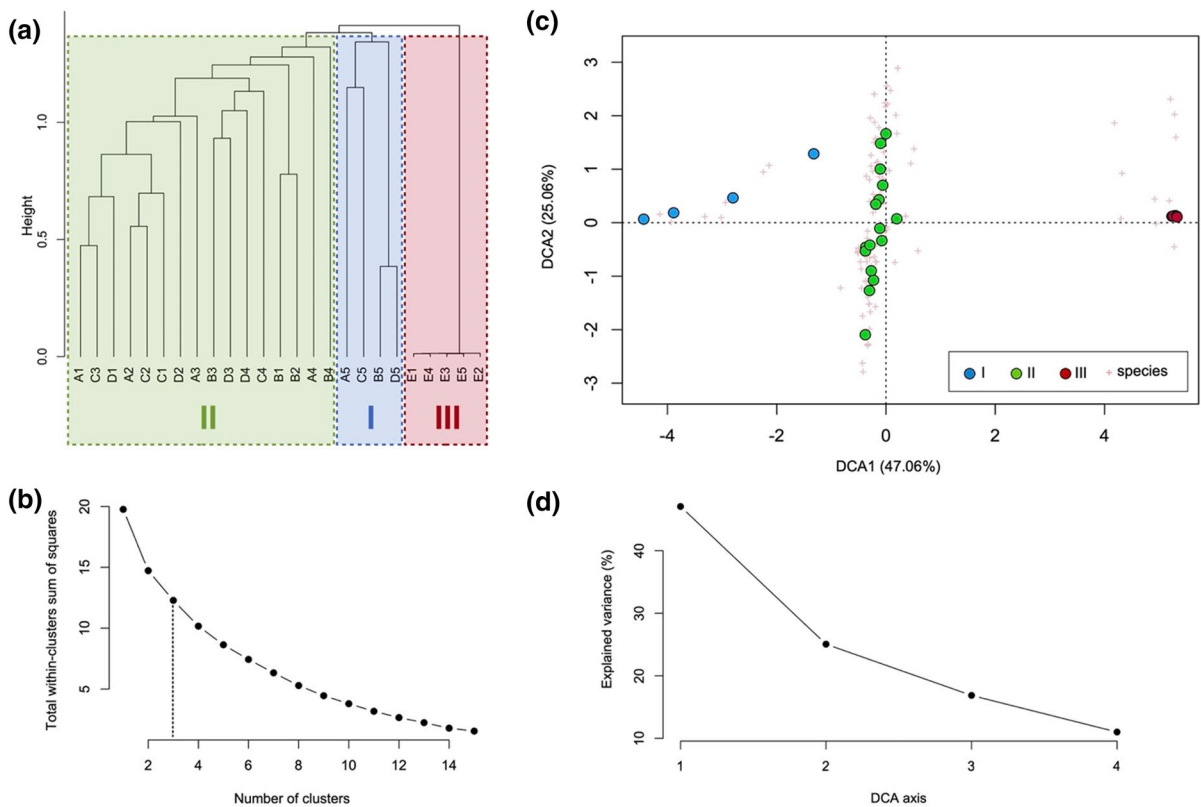 (a)
Height
1.0
0.5
0.0
A1 C3 D1 A2 C2 C1 D2 A3 B3 D3 D4 C4 B1 B2 A4 B4 A5 C5 B5 D5 E1 E4 E3 E5 E2
II I III
(b)
Total within-clusters sum of squares
20
15
10
5
2 4 6 8 10 12 14
Number of clusters
(c)
DCA2 (25.06%)
3
2
1
0
-1
-2
-3
I II III species
-4 -2 0 2 4
DCA1 (47.06%)
(d)
Explained variance (%)
40
30
20
10
1 2 3 4
DCA axis